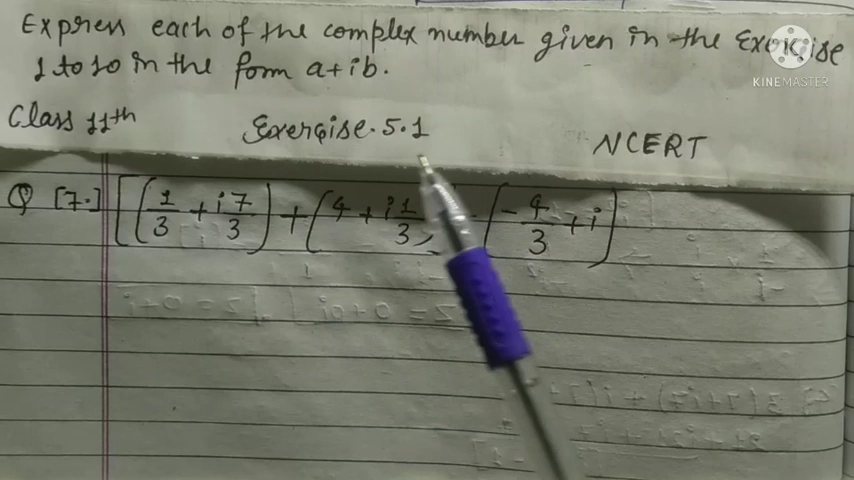 Express each of the complex number given in the Exercise
1 to 10 in the form a+ib.
KINEMASTER
Class 11th Exercise.5.1 NCERT
Q [7.] [(1/3 + i7/3) + (4 + i1/3) (-4/3 + i)